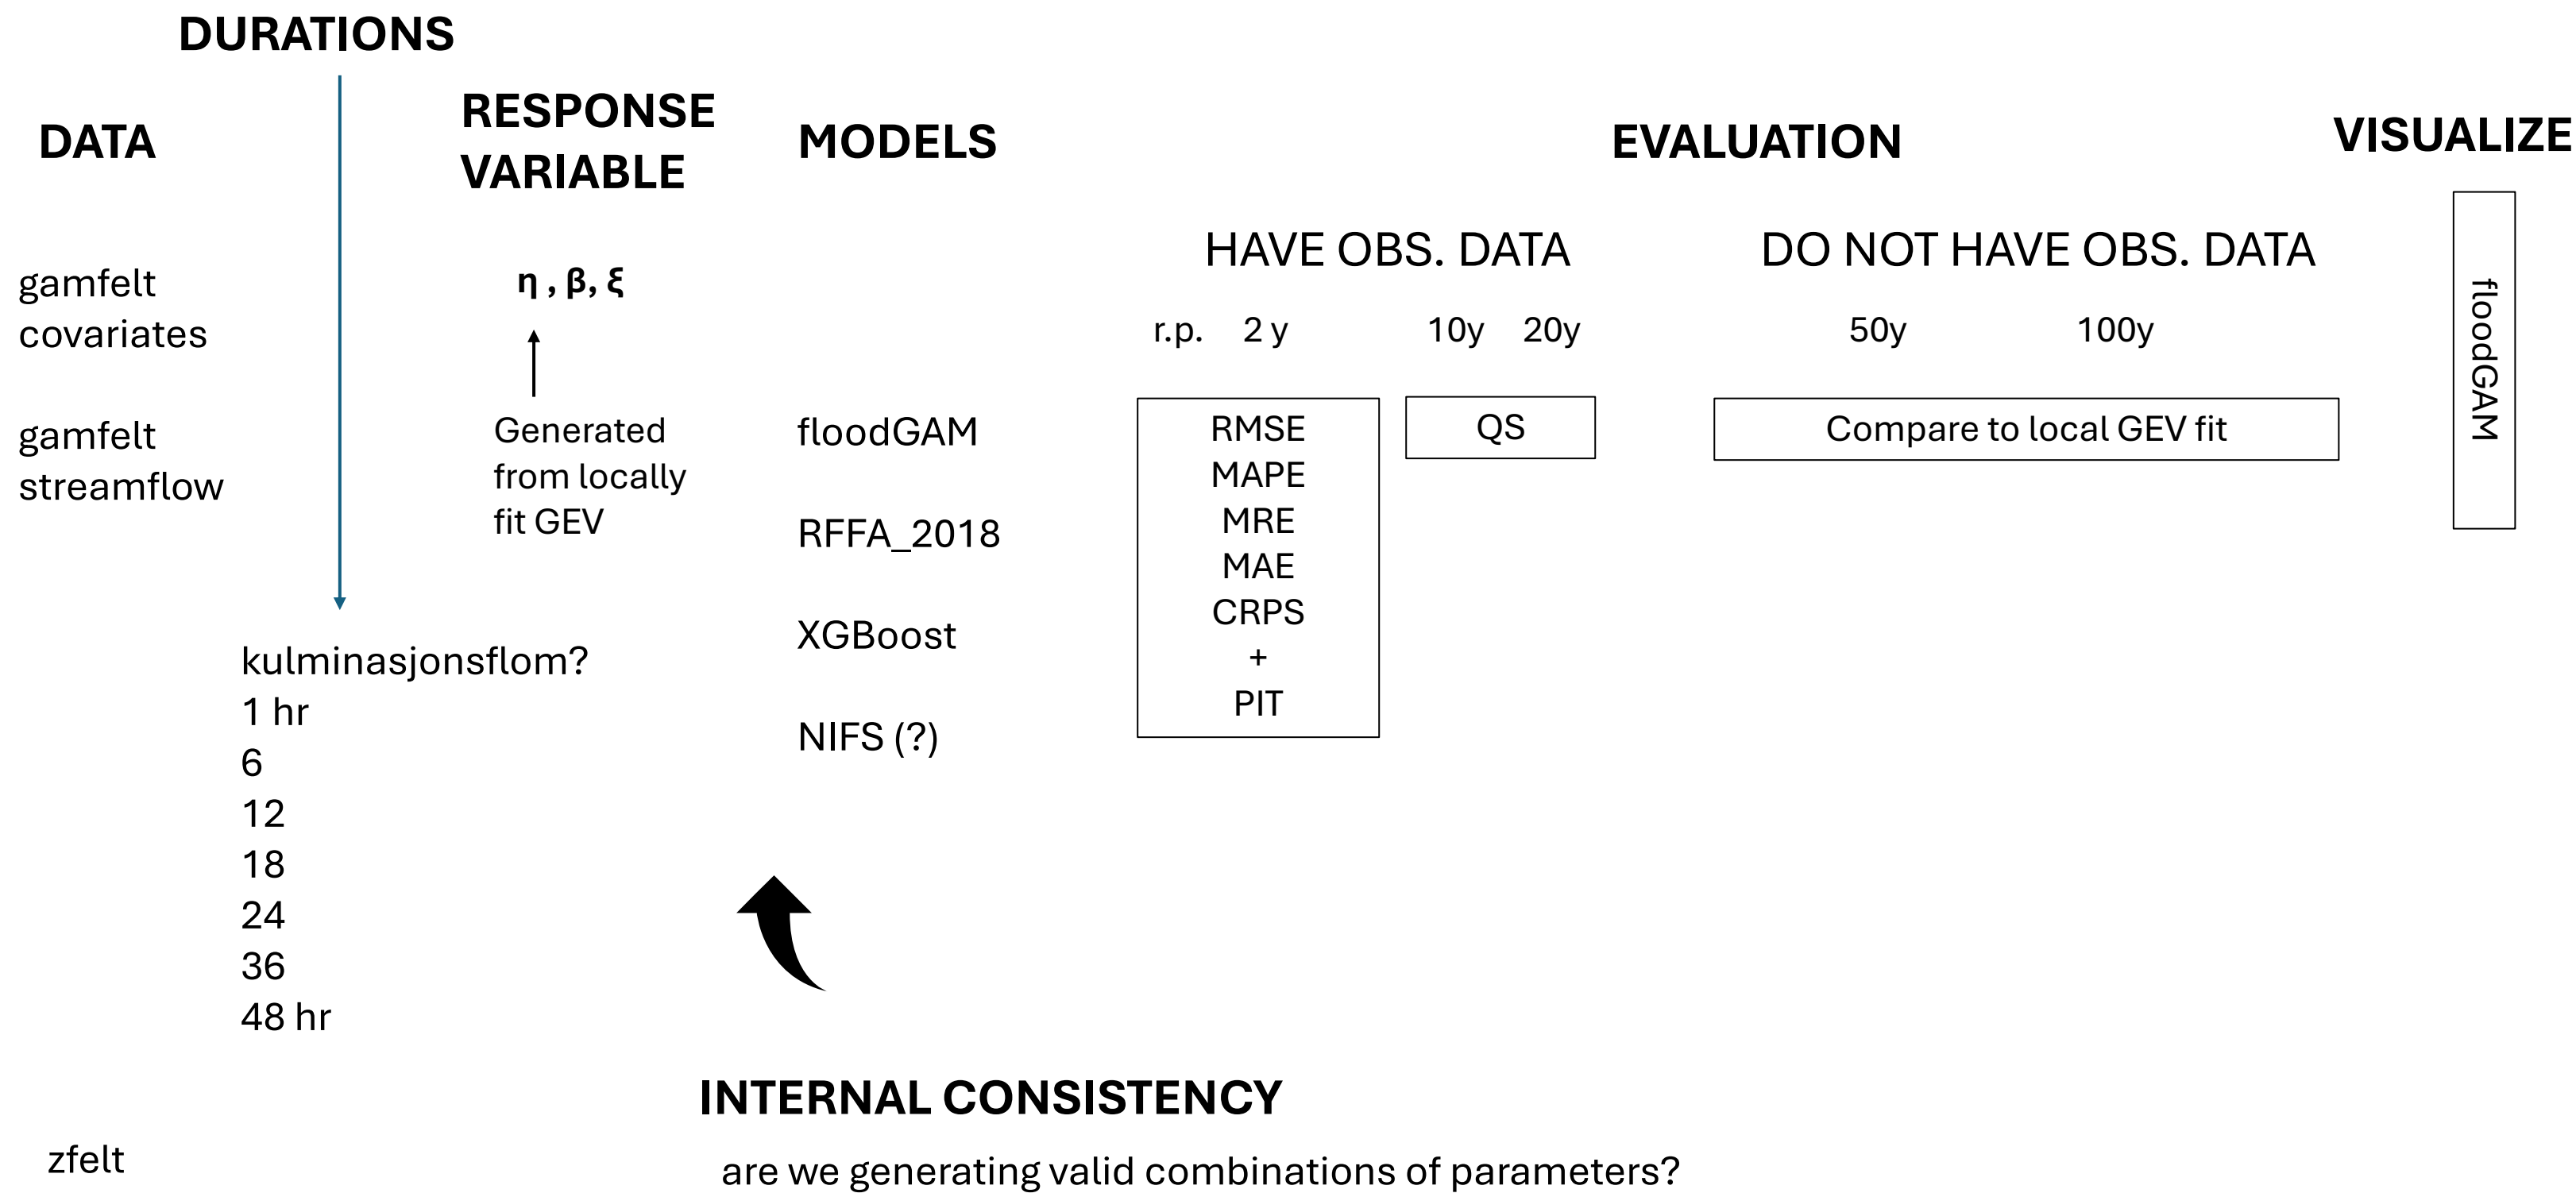 DURATIONS
DATA
RESPONSE
VARIABLE
MODELS
EVALUATION
VISUALIZE
gamfelt
covariates
gamfelt
streamflow
η , β, ξ
Generated
from locally
fit GEV
kulminasjonsflom?
1 hr
6
12
18
24
36
48 hr
floodGAM
RFFA_2018
XGBoost
NIFS (?)
HAVE OBS. DATA
r.p. 2 y 10y 20y
RMSE
MAPE
MRE
MAE
CRPS
+
PIT
QS
DO NOT HAVE OBS. DATA
50y 100y
Compare to local GEV fit
floodGAM
INTERNAL CONSISTENCY
are we generating valid combinations of parameters?
zfelt